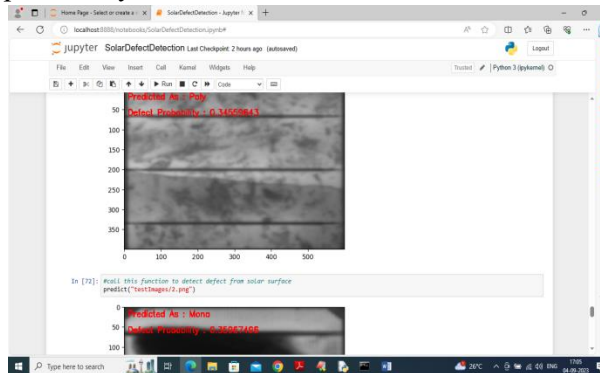 Home Page - Select or create a n
SolarDefectDetection - Jupyter N
localhost:8888/notebooks/SolarDefectDetection.ipynb#
jupyter SolarDefectDetection Last Checkpoint: 2 hours ago (autosaved)
Logout
File Edit View Insert Cell Kernel Widgets Help
Trusted Python 3 (ipykernel)
Run Code
Predicted As : Poly
Defect Probability :
50
100
150
200
250
300
350
0 100 200 300 400 500
In [72]: #call this function to detect defect from solar surface
predict("testImages/2.png")
0
Predicted As : Mono
50
Defect Probability :
100
Type here to search
26°C
ENG
17:05
04-09-2023